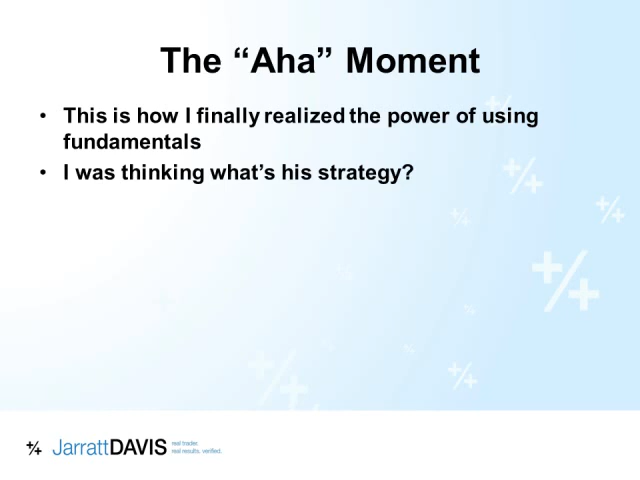 The “Aha” Moment
• This is how I finally realized the power of using
fundamentals
• I was thinking what’s his strategy?
JarrattDAVIS
real trader.
real results. verified.